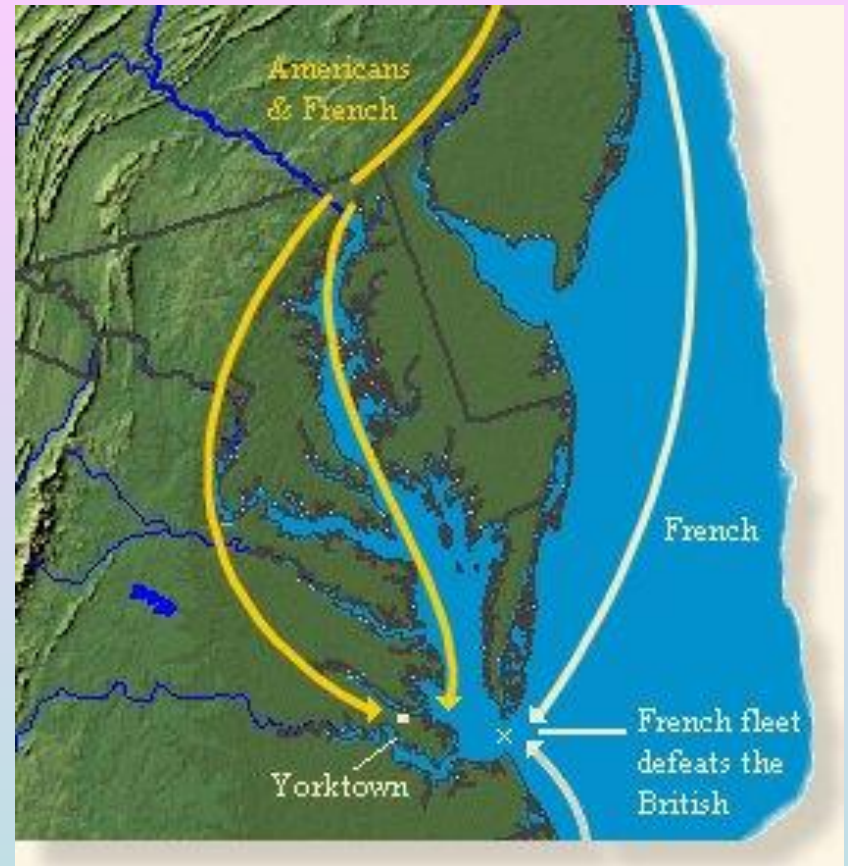 Americans
& French
French
French fleet
defeats the
British
Yorktown